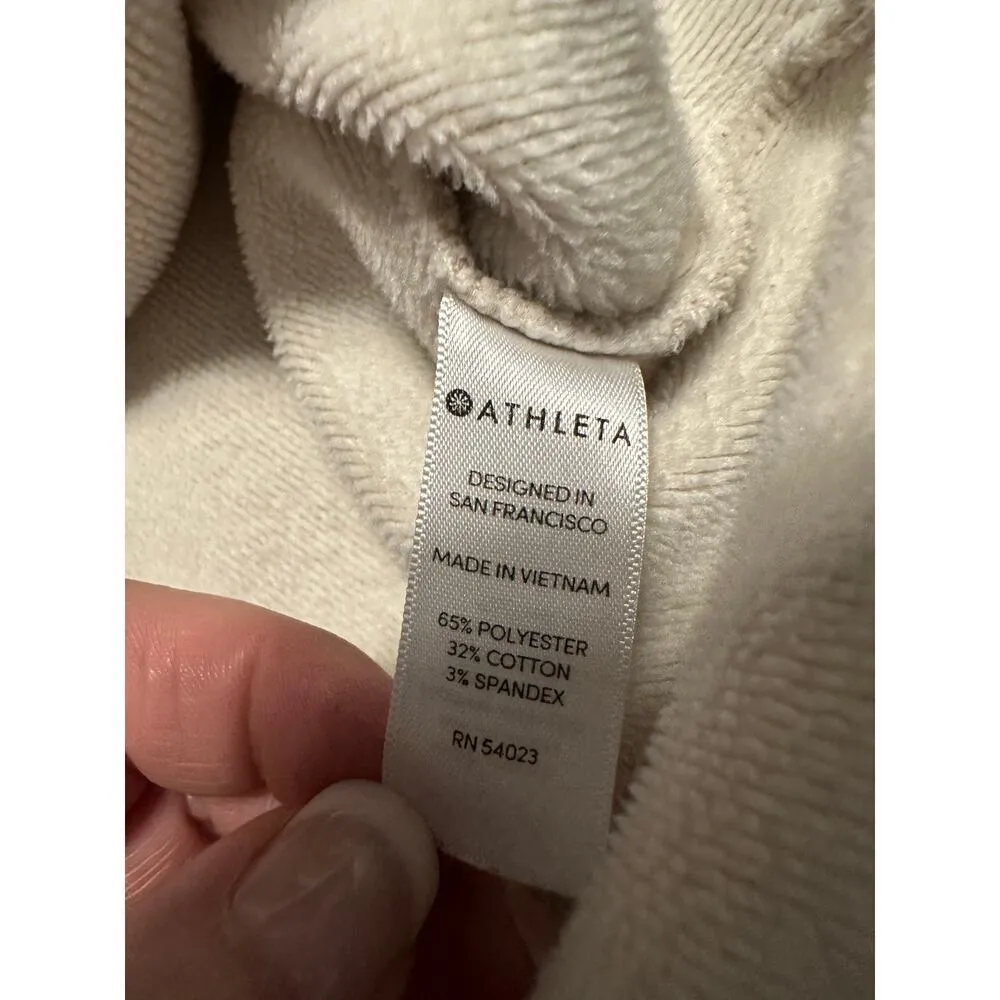 ATHLETA
DESIGNED IN
SAN FRANCISCO
MADE IN VIETNAM
65% POLYESTER
32% COTTON
3% SPANDEX
RN 54023